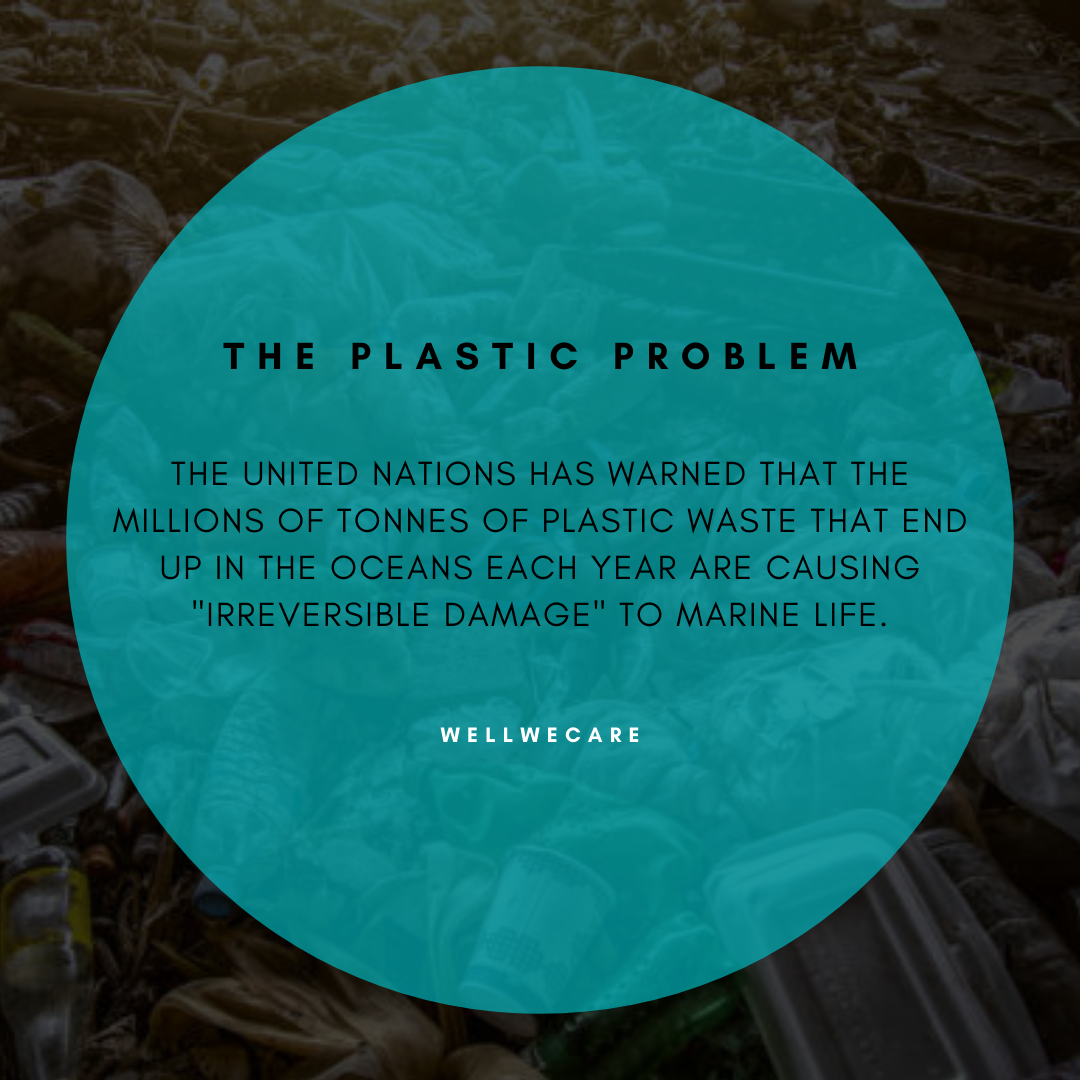 THE PLASTIC PROBLEM
THE UNITED NATIONS HAS WARNED THAT THE
MILLIONS OF TONNES OF PLASTIC WASTE THAT END
UP IN THE OCEANS EACH YEAR ARE CAUSING
"IRREVERSIBLE DAMAGE" TO MARINE LIFE.
WELLWECARE